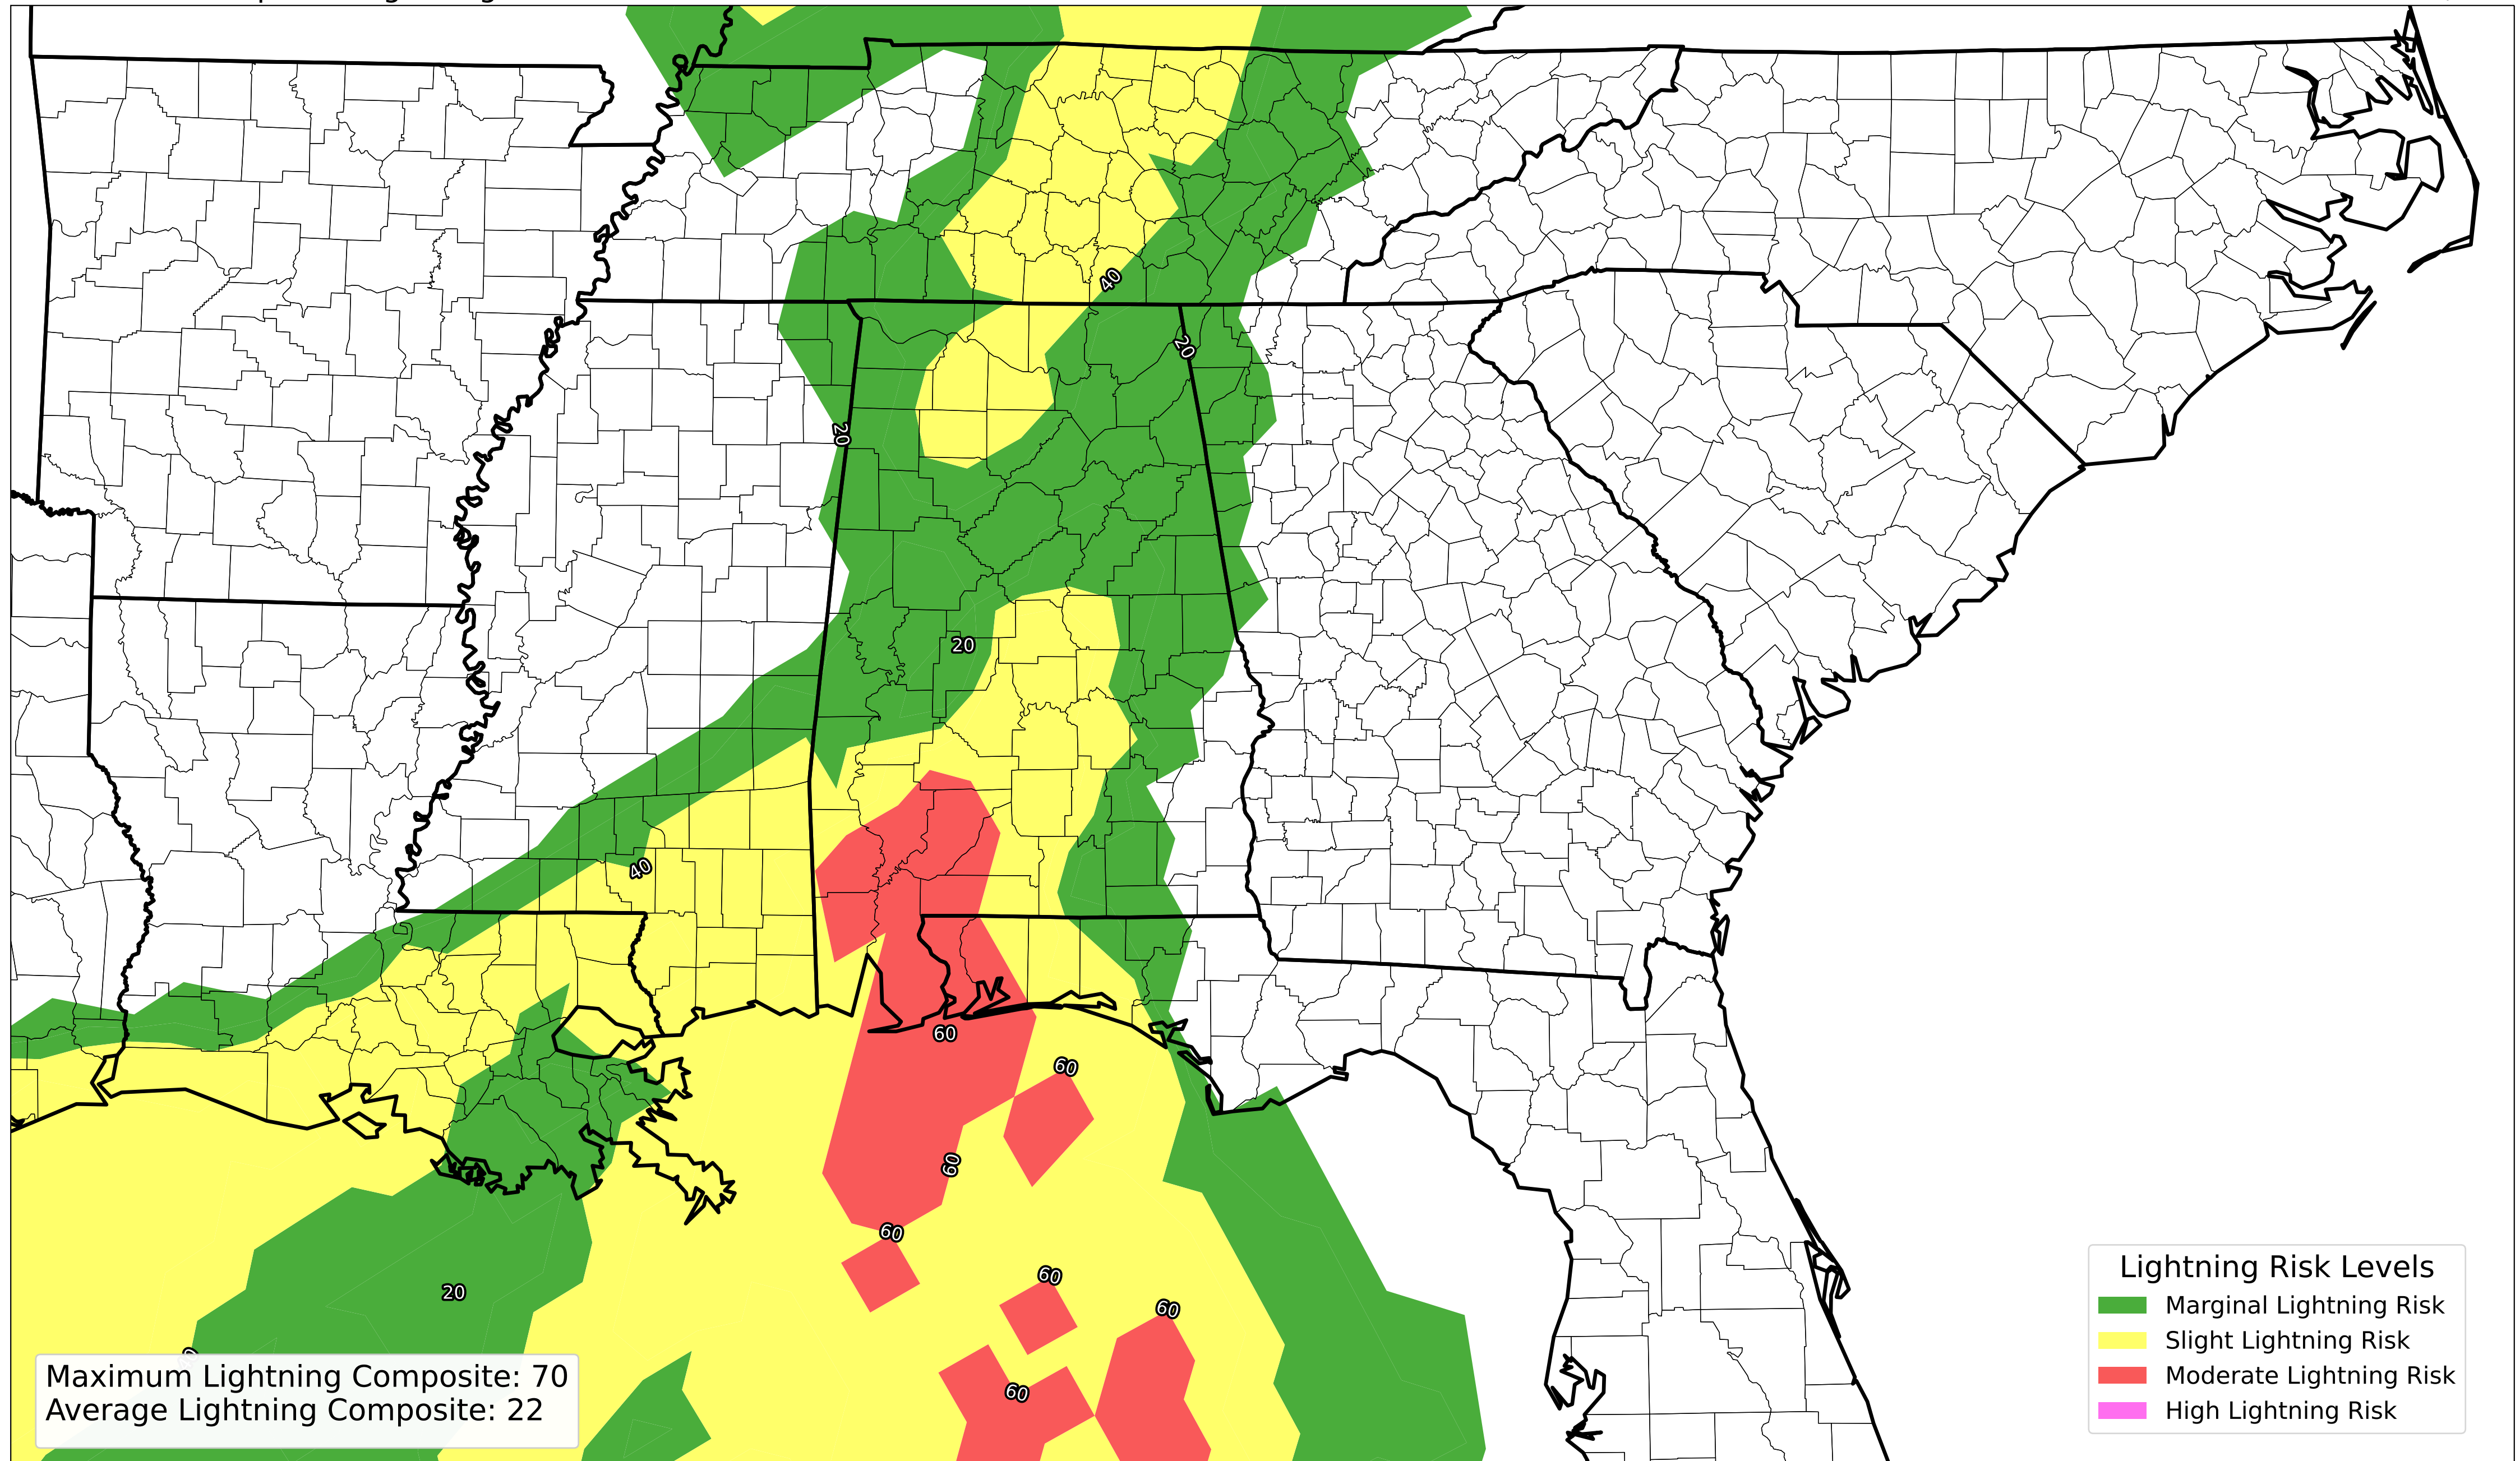 40
20
20
20
40
60
60
60
60
60
60
60
20
Lightning Risk Levels
Marginal Lightning Risk
Slight Lightning Risk
Moderate Lightning Risk
High Lightning Risk
Maximum Lightning Composite: 70
Average Lightning Composite: 22